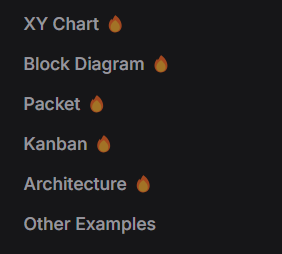 XY Chart 🔥
Block Diagram 🔥
Packet 🔥
Kanban 🔥
Architecture 🔥
Other Examples